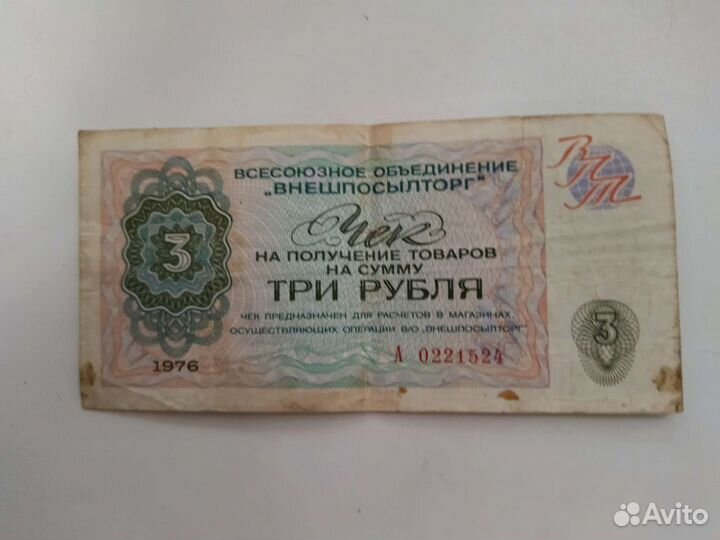 ВСЕСОЮЗНОЕ ОБЪЕДИНЕНИЕ
„ВНЕШПОСЫЛТОРГ"
ВПТ
Чек
НА ПОЛУЧЕНИЕ ТОВАРОВ
НА СУММУ
ТРИ РУБЛЯ
3
ЧЕК ПРЕДНАЗНАЧЕН ДЛЯ РАСЧЕТОВ В МАГАЗИНАХ,
ОСУЩЕСТВЛЯЮЩИХ ОПЕРАЦИИ В/О „ВНЕШПОСЫЛТОРГ"
3
1976
А 0221524
Avito